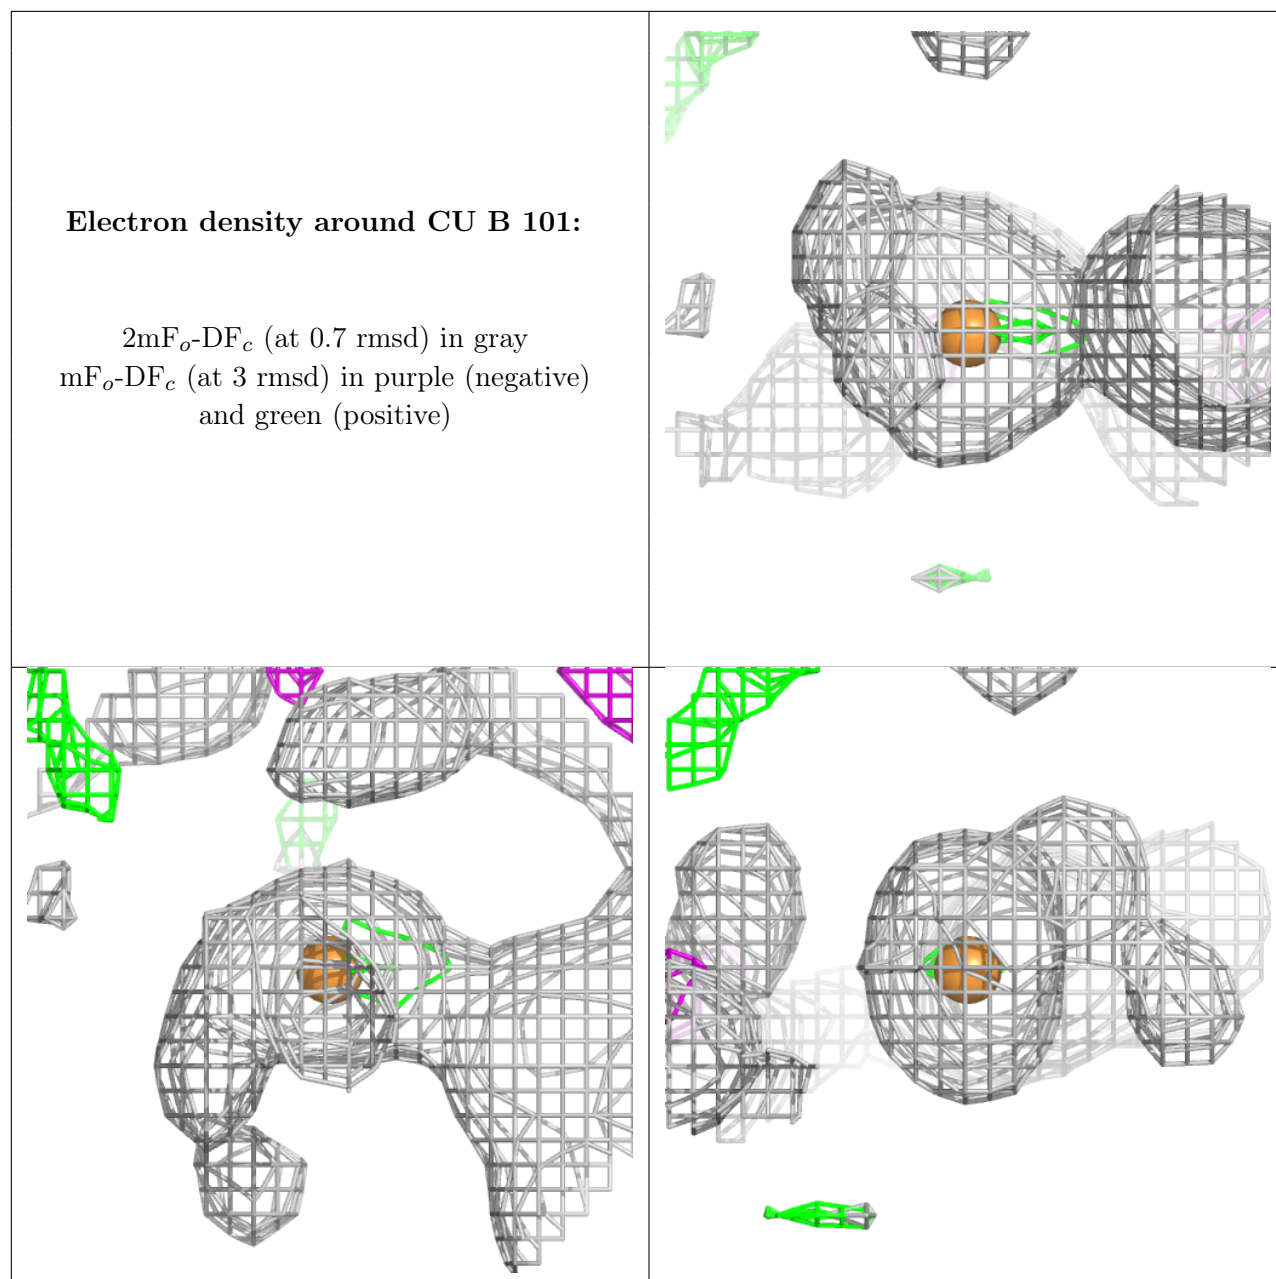 Electron density around CU B 101:
2mFₒ-DF𝒸 (at 0.7 rmsd) in gray
mFₒ-DF𝒸 (at 3 rmsd) in purple (negative)
and green (positive)